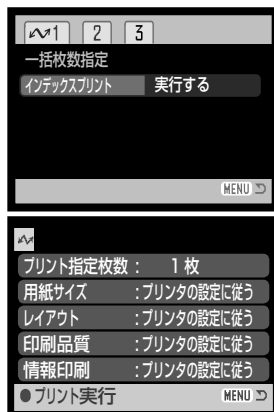 1 2 3
一括枚数指定
インデックスプリント 実行する
MENU
プリント指定枚数: 1枚
用紙サイズ :プリンタの設定に従う
レイアウト :プリンタの設定に従う
印刷品質 :プリンタの設定に従う
情報印刷 :プリンタの設定に従う
●プリント実行 MENU